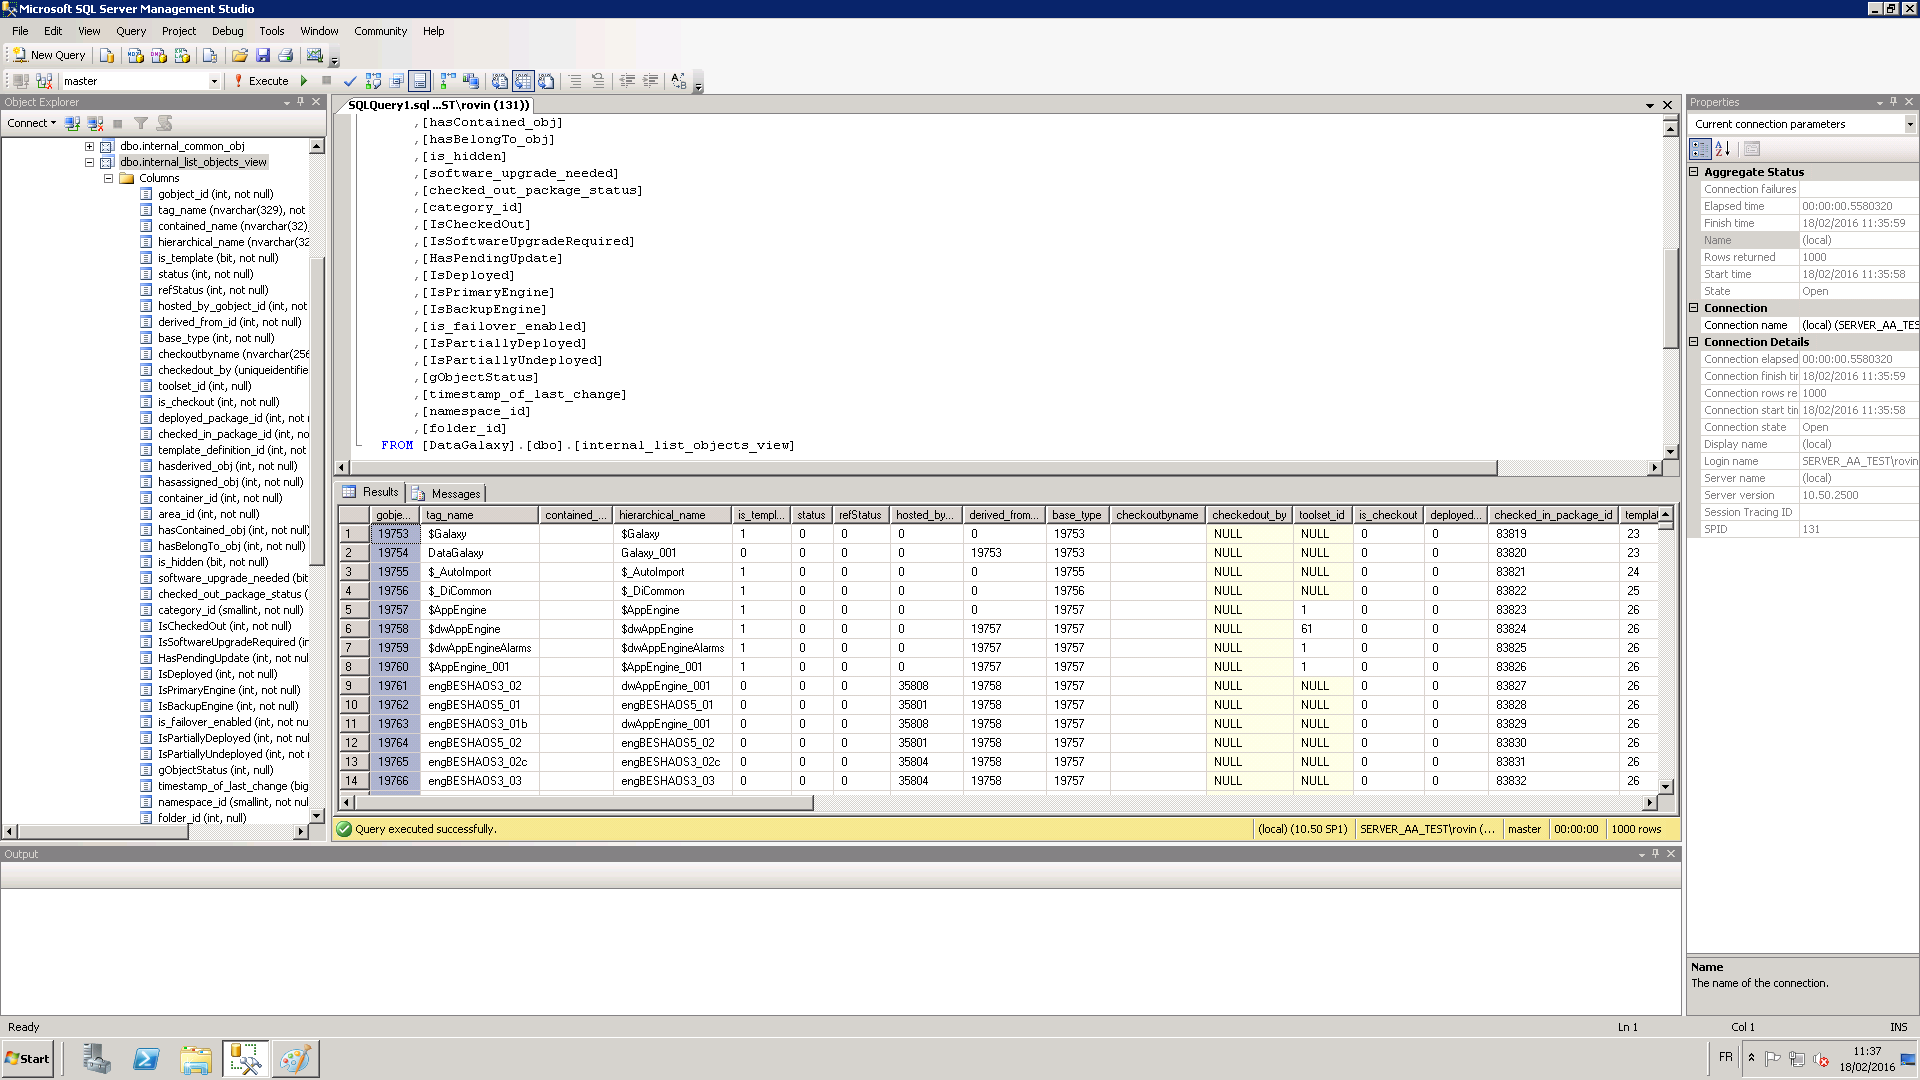 Microsoft SQL Server Management Studio
File Edit View Query Project Debug Tools Window Community Help
New Query
master Execute
Object Explorer
Connect
dbo.internal_common_obj
dbo.internal_list_objects_view
Columns
gobject_id (int, not null)
tag_name (nvarchar(329), not
contained_name (nvarchar(32)
hierarchical_name (nvarchar(32
is_template (bit, not null)
status (int, not null)
refStatus (int, not null)
hosted_by_gobject_id (int, not
derived_from_id (int, not null)
base_type (int, not null)
checkoutbyname (nvarchar(256
checkedout_by (uniqueidentifie
toolset_id (int, null)
is_checkout (int, not null)
deployed_package_id (int, not
checked_in_package_id (int, not
template_definition_id (int, not
hasderived_obj (int, not null)
hasassigned_obj (int, not null)
container_id (int, not null)
area_id (int, not null)
hasContained_obj (int, not null)
hasBelongTo_obj (int, not null)
is_hidden (bit, not null)
software_upgrade_needed (bit
checked_out_package_status (
category_id (smallint, not null)
IsCheckedOut (int, not null)
IsSoftwareUpgradeRequired (in
HasPendingUpdate (int, not null
IsDeployed (int, not null)
IsPrimaryEngine (int, not null)
IsBackupEngine (int, not null)
is_failover_enabled (int, not null
IsPartiallyDeployed (int, not nul
IsPartiallyUndeployed (int, not
gObjectStatus (int, null)
timestamp_of_last_change (big
namespace_id (smallint, not nul
folder_id (int, null)
SQLQuery1.sql ...ST\rovin (131))
,[hasContained_obj]
,[hasBelongTo_obj]
,[is_hidden]
,[software_upgrade_needed]
,[checked_out_package_status]
,[category_id]
,[IsCheckedOut]
,[IsSoftwareUpgradeRequired]
,[HasPendingUpdate]
,[IsDeployed]
,[IsPrimaryEngine]
,[IsBackupEngine]
,[is_failover_enabled]
,[IsPartiallyDeployed]
,[IsPartiallyUndeployed]
,[gObjectStatus]
,[timestamp_of_last_change]
,[namespace_id]
,[folder_id]
FROM [DataGalaxy].[dbo].[internal_list_objects_view]
Results Messages
gobje... tag_name contained_... hierarchical_name is_templ... status refStatus hosted_by... derived_from... base_type checkoutbyname checkedout_by toolset_id is_checkout deployed... checked_in_package_id templa
1 19753 $Galaxy $Galaxy 1 0 0 0 0 19753 NULL NULL 0 0 83819 23
2 19754 DataGalaxy Galaxy_001 0 0 0 0 19753 19753 NULL NULL 0 0 83820 23
3 19755 $_AutoImport $_AutoImport 1 0 0 0 0 19755 NULL NULL 0 0 83821 24
4 19756 $_DiCommon $_DiCommon 1 0 0 0 0 19756 NULL NULL 0 0 83822 25
5 19757 $AppEngine $AppEngine 1 0 0 0 0 19757 NULL 1 0 0 83823 26
6 19758 $dwAppEngine $dwAppEngine 1 0 0 0 19757 19757 NULL 61 0 0 83824 26
7 19759 $dwAppEngineAlarms $dwAppEngineAlarms 1 0 0 0 19757 19757 NULL 1 0 0 83825 26
8 19760 $AppEngine_001 $AppEngine_001 1 0 0 0 19757 19757 NULL 1 0 0 83826 26
9 19761 engBESHAOS3_02 dwAppEngine_001 0 0 0 35808 19758 19757 NULL NULL 0 0 83827 26
10 19762 engBESHAOS5_01 engBESHAOS5_01 0 0 0 35801 19758 19757 NULL NULL 0 0 83828 26
11 19763 engBESHAOS3_01b dwAppEngine_001 0 0 0 35808 19758 19757 NULL NULL 0 0 83829 26
12 19764 engBESHAOS5_02 engBESHAOS5_02 0 0 0 35801 19758 19757 NULL NULL 0 0 83830 26
13 19765 engBESHAOS3_02c engBESHAOS3_02c 0 0 0 35804 19758 19757 NULL NULL 0 0 83831 26
14 19766 engBESHAOS3_03 engBESHAOS3_03 0 0 0 35804 19758 19757 NULL NULL 0 0 83832 26
Query executed successfully. (local) (10.50 SP1) SERVER_AA_TEST\rovin (... master 00:00:00 1000 rows
Properties
Current connection parameters
Aggregate Status
Connection failures
Elapsed time 00:00:00.5580320
Finish time 18/02/2016 11:35:59
Name (local)
Rows returned 1000
Start time 18/02/2016 11:35:58
State Open
Connection
Connection name (local) (SERVER_AA_TES
Connection Details
Connection elapsed 00:00:00.5580320
Connection finish tir 18/02/2016 11:35:59
Connection rows re 1000
Connection start tin 18/02/2016 11:35:58
Connection state Open
Display name (local)
Login name SERVER_AA_TEST\rovin
Server name (local)
Server version 10.50.2500
Session Tracing ID
SPID 131
Name
The name of the connection.
Output
Ready Ln 1 Col 1 INS
Start FR 11:37
18/02/2016